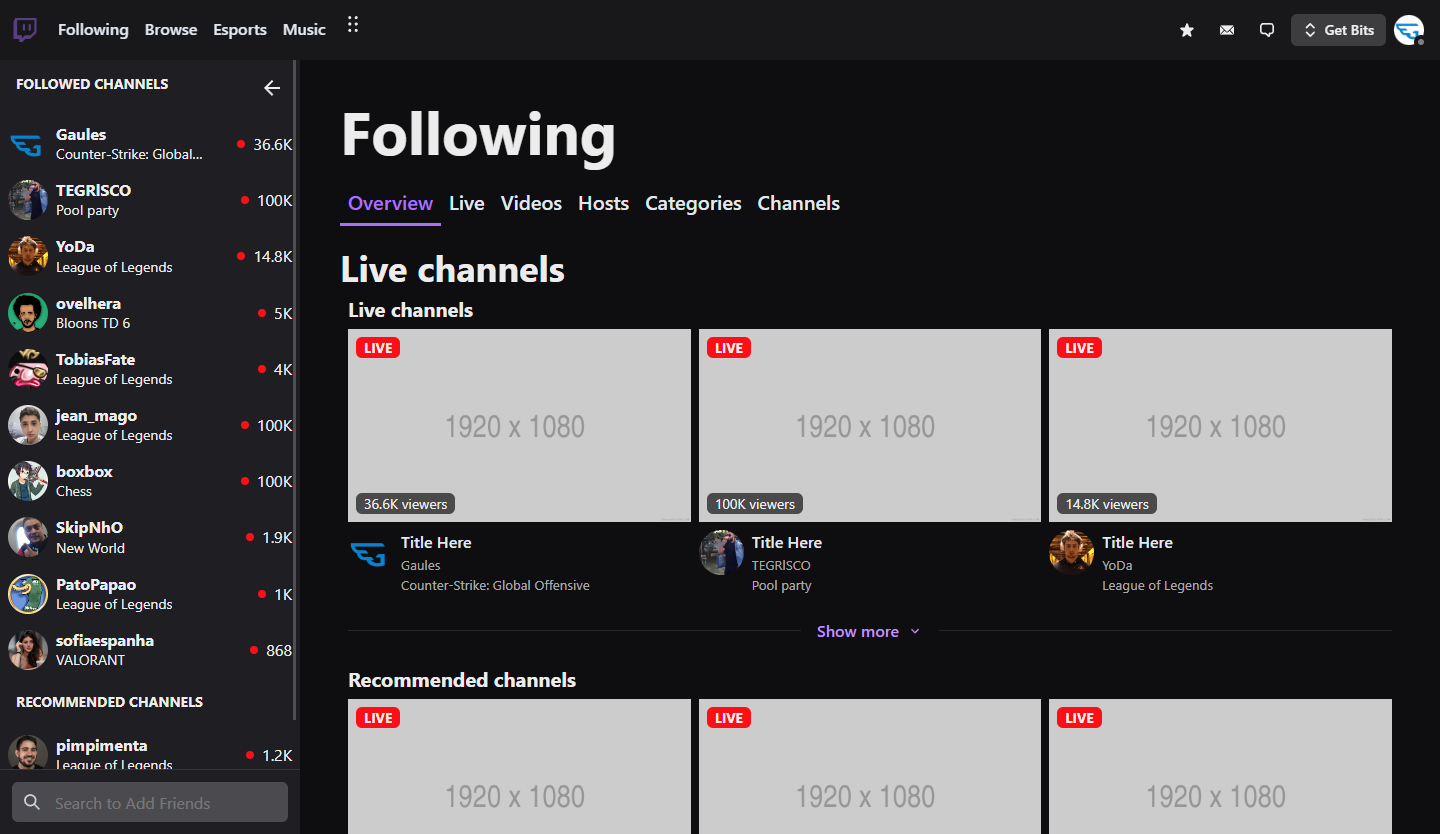 Following Browse Esports Music
Get Bits
FOLLOWED CHANNELS
Gaules
Counter-Strike: Global...
36.6K
TEGRlSCO
Pool party
100K
YoDa
League of Legends
14.8K
ovelhera
Bloons TD 6
5K
TobiasFate
League of Legends
4K
jean_mago
League of Legends
100K
boxbox
Chess
100K
SkipNhO
New World
1.9K
PatoPapao
League of Legends
1K
sofiaespanha
VALORANT
868
RECOMMENDED CHANNELS
pimpimenta
League of Legends
1.2K
Search to Add Friends
Following
Overview Live Videos Hosts Categories Channels
Live channels
Live channels
LIVE
1920 x 1080
36.6K viewers
Title Here
Gaules
Counter-Strike: Global Offensive
LIVE
1920 x 1080
100K viewers
Title Here
TEGRlSCO
Pool party
LIVE
1920 x 1080
14.8K viewers
Title Here
YoDa
League of Legends
Show more
Recommended channels
LIVE
1920 x 1080
LIVE
1920 x 1080
LIVE
1920 x 1080